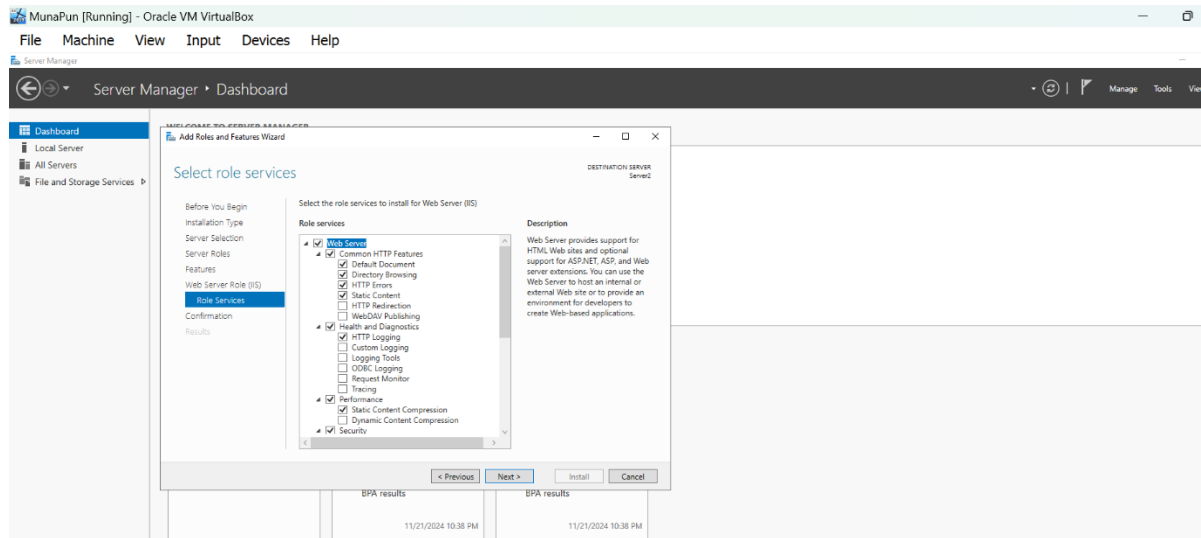 MunaPun [Running] - Oracle VM VirtualBox
File Machine View Input Devices Help
Server Manager
Server Manager • Dashboard
Manage Tools
Dashboard
Local Server
All Servers
File and Storage Services
WELCOME TO SERVER MANAGER
Add Roles and Features Wizard
Select role services
DESTINATION SERVER
Server2
Before You Begin
Installation Type
Server Selection
Server Roles
Features
Web Server Role (IIS)
Role Services
Confirmation
Results
Select the role services to install for Web Server (IIS)
Role services
Web Server
Common HTTP Features
Default Document
Directory Browsing
HTTP Errors
Static Content
HTTP Redirection
WebDAV Publishing
Health and Diagnostics
HTTP Logging
Custom Logging
Logging Tools
ODBC Logging
Request Monitor
Tracing
Performance
Static Content Compression
Dynamic Content Compression
Security
Description
Web Server provides support for
HTML Web sites and optional
support for ASP.NET, ASP, and Web
server extensions. You can use the
Web Server to host an internal or
external Web site or to provide an
environment for developers to
create Web-based applications.
< Previous Next > Install Cancel
BPA results BPA results
11/21/2024 10:38 PM 11/21/2024 10:38 PM